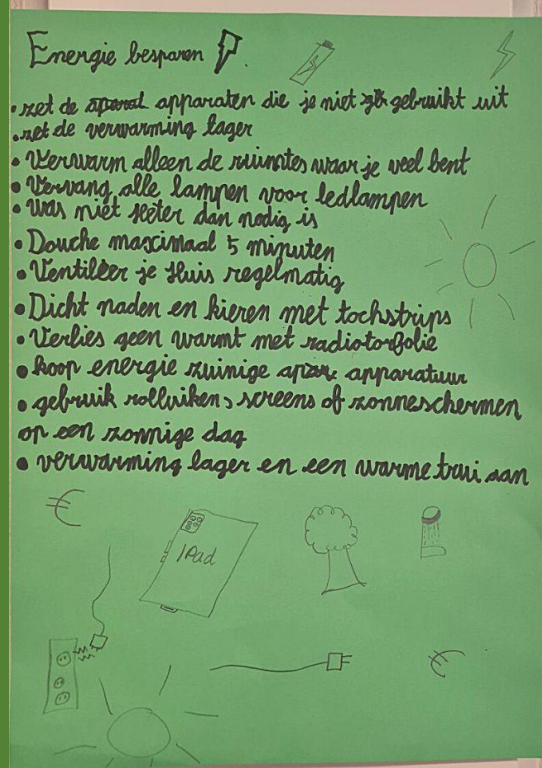 Energie besparen
• zet de apparaten die je niet gebruikt uit
• zet de verwarming lager
• Verwarm alleen de ruimtes waar je veel bent
• Vervang alle lampen voor ledlampen
• was niet heter dan nodig is
• Douche maximaal 5 minuten
• Ventileer je Huis regelmatig
• Dicht naden en kieren met tochstrips
• Verlies geen warmt met radiotorfolie
• koop energie zuinige apparatuur
• gebruik rolluiken, screens of zonneschermen
op een zonnige dag
• verwarming lager en een warme trui aan
€
IPad
€